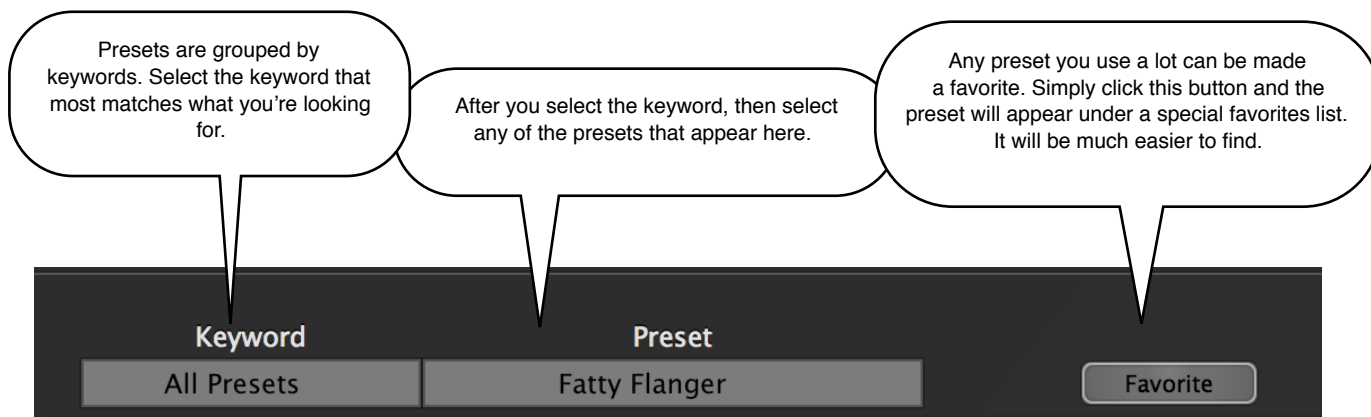 Presets are grouped by
keywords. Select the keyword that
most matches what you're looking
for.
After you select the keyword, then select
any of the presets that appear here.
Any preset you use a lot can be made
a favorite. Simply click this button and the
preset will appear under a special favorites list.
It will be much easier to find.
Keyword
Preset
All Presets
Fatty Flanger
Favorite